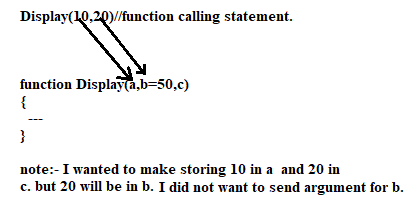 Display(10,20)//function calling statement.
function Display(a,b=50,c)
{
---
}
note:- I wanted to make storing 10 in a and 20 in
c. but 20 will be in b. I did not want to send argument for b.